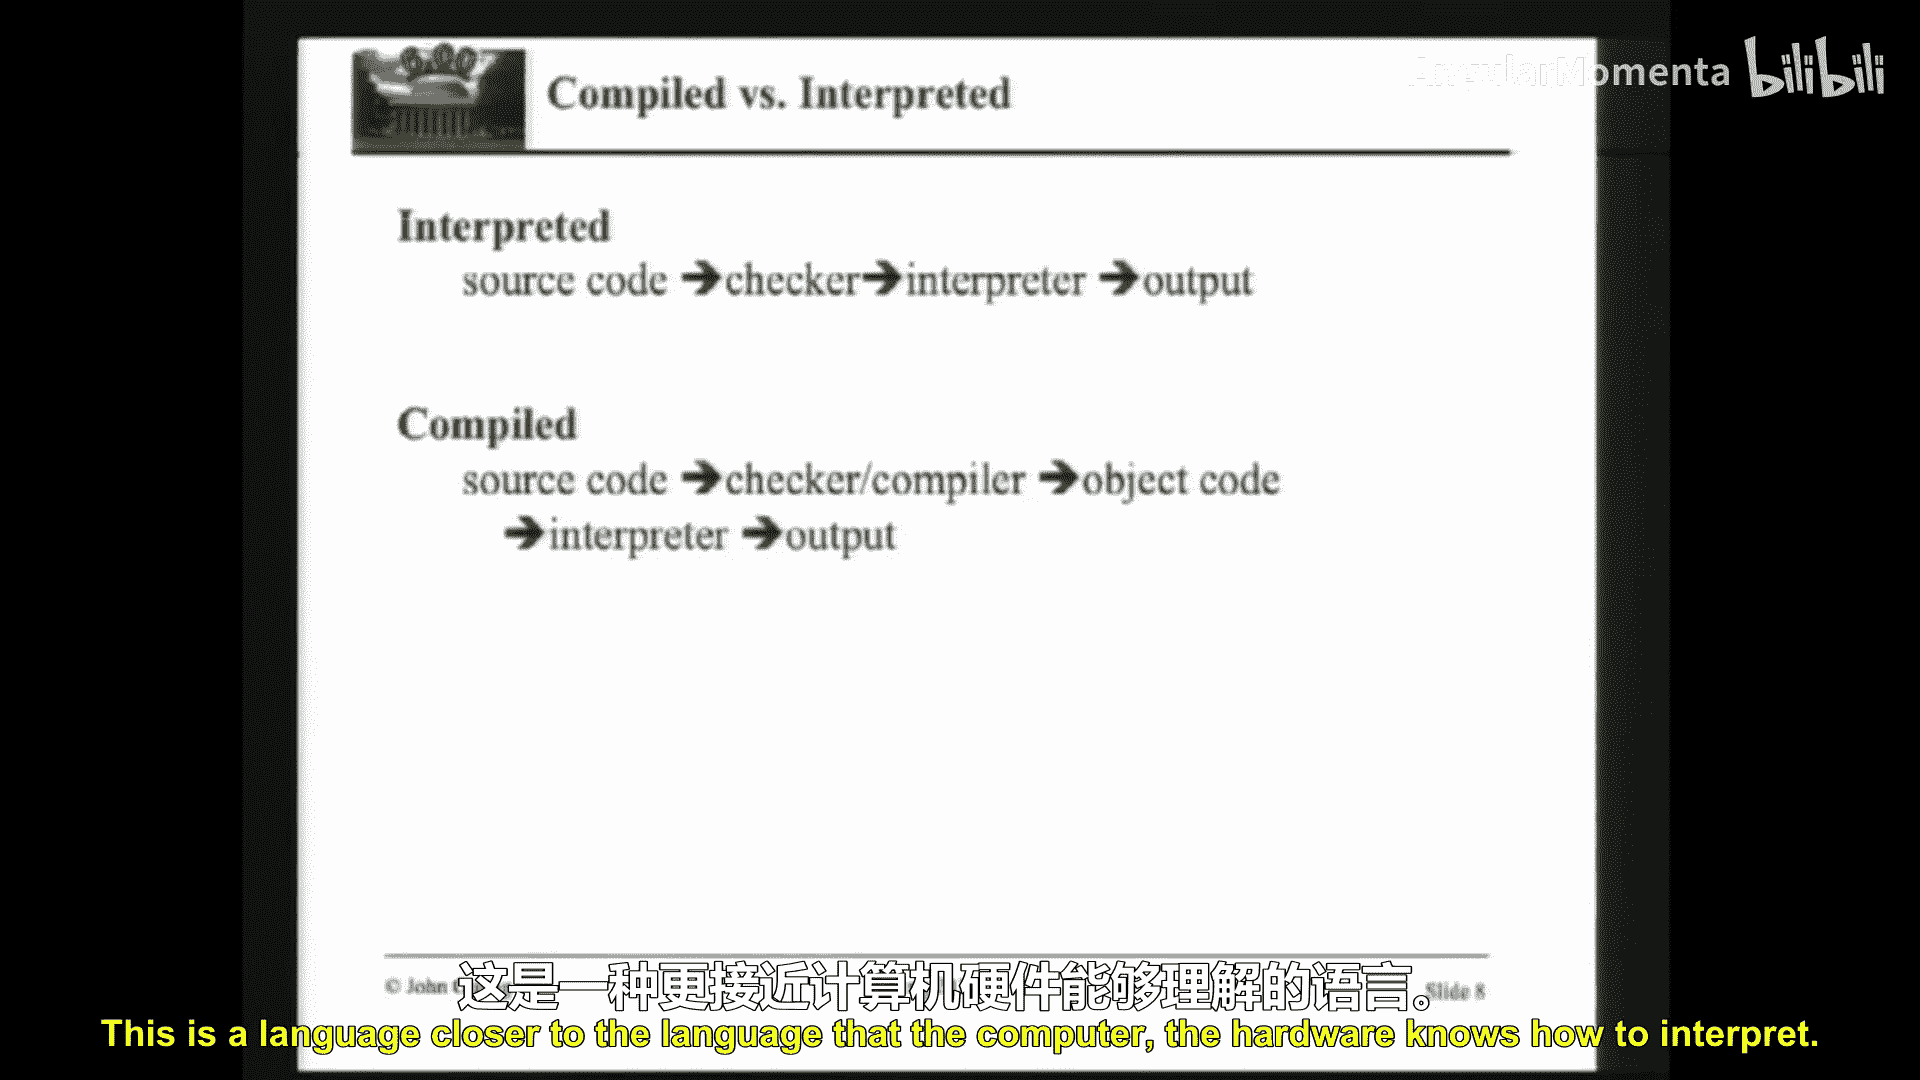 6.00
Compiled vs. Interpreted
Momenta bilibili
Interpreted
source code ➔checker➔interpreter ➔output
Compiled
source code ➔checker/compiler ➔object code
➔interpreter ➔output
© John
Slide 8
这是一种更接近计算机硬件能够理解的语言。
This is a language closer to the language that the computer, the hardware knows how to interpret.